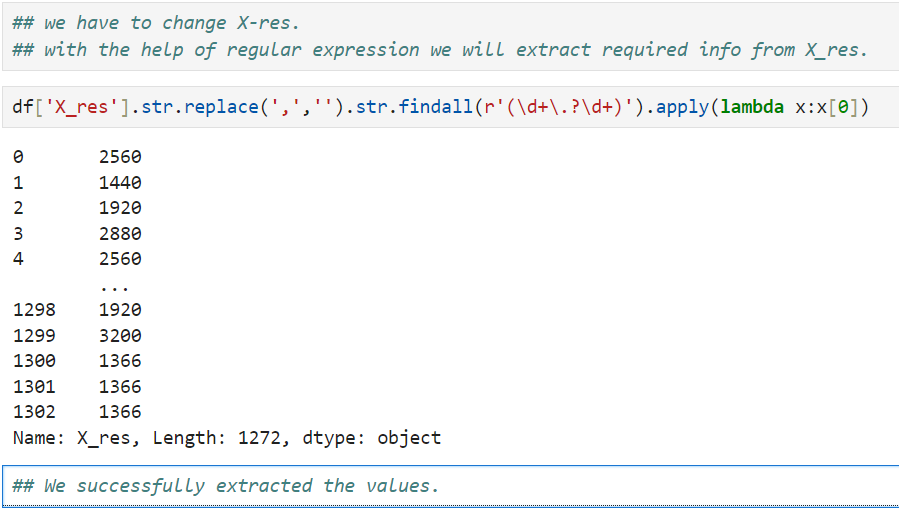 ## we have to change X-res.
## with the help of regular expression we will extract required info from X_res.
df['X_res'].str.replace(',','').str.findall(r'(\d+\.?\d+)').apply(lambda x:x[0])
0       2560
1       1440
2       1920
3       2880
4       2560
        ...
1298    1920
1299    3200
1300    1366
1301    1366
1302    1366
Name: X_res, Length: 1272, dtype: object
## We successfully extracted the values.